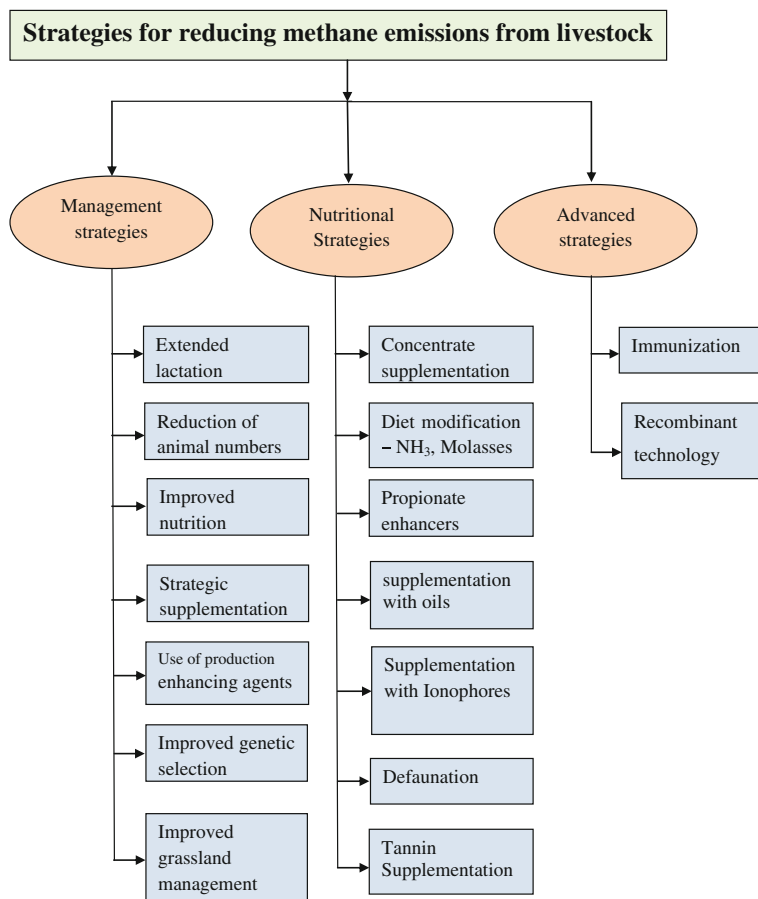 Strategies for reducing methane emissions from livestock
Management
strategies
Nutritional
Strategies
Advanced
strategies
Extended
lactation
Reduction of
animal numbers
Improved
nutrition
Strategic
supplementation
Use of production
enhancing agents
Improved genetic
selection
Improved
grassland
management
Concentrate
supplementation
Diet modification
– NH₃, Molasses
Propionate
enhancers
supplementation
with oils
Supplementation
with Ionophores
Defaunation
Tannin
Supplementation
Immunization
Recombinant
technology